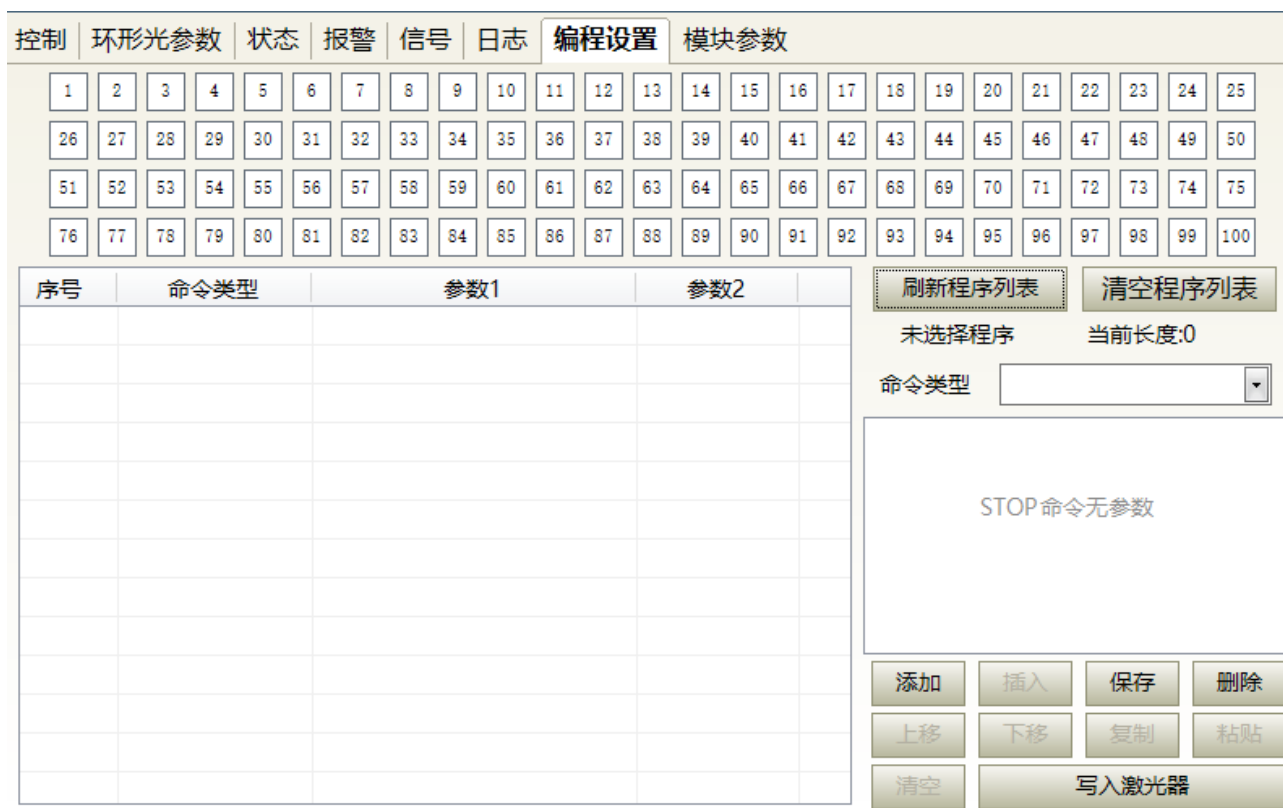 控制 环形光参数 状态 报警 信号 日志 编程设置 模块参数
1 2 3 4 5 6 7 8 9 10 11 12 13 14 15 16 17 18 19 20 21 22 23 24 25
26 27 28 29 30 31 32 33 34 35 36 37 38 39 40 41 42 43 44 45 46 47 48 49 50
51 52 53 54 55 56 57 58 59 60 61 62 63 64 65 66 67 68 69 70 71 72 73 74 75
76 77 78 79 80 81 82 83 84 85 86 87 88 89 90 91 92 93 94 95 96 97 98 99 100
序号 命令类型 参数1 参数2
刷新程序列表 清空程序列表
未选择程序 当前长度:0
命令类型
STOP命令无参数
添加 插入 保存 删除
上移 下移 复制 粘贴
清空 写入激光器